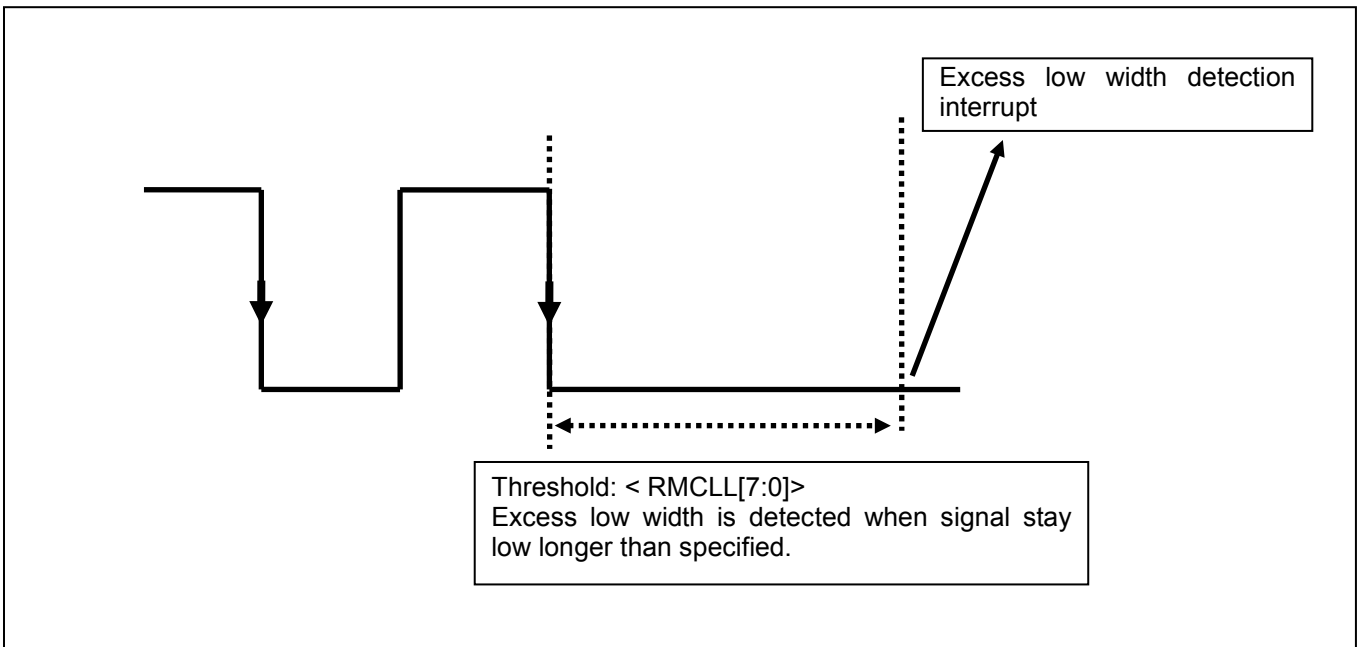 Excess low width detection
interrupt
Threshold: < RMCLL[7:0]>
Excess low width is detected when signal stay
low longer than specified.